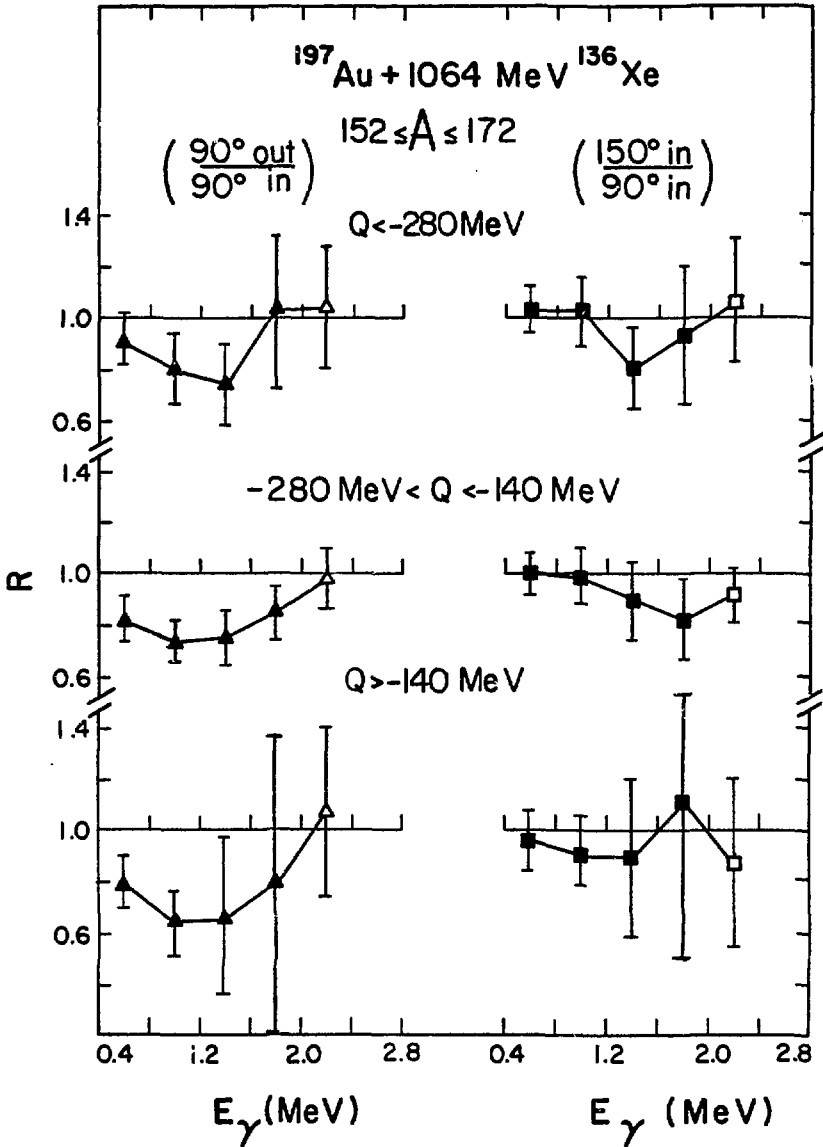 ¹⁹⁷Au + 1064 MeV ¹³⁶Xe
152 ≤ A ≤ 172
(90° out / 90° in)
(150° in / 90° in)
Q<-280 MeV
1.4
1.0
0.6
-280 MeV < Q <-140 MeV
1.4
1.0
0.6
R
Q>-140 MeV
1.4
1.0
0.6
0.4 1.2 2.0 2.8 0.4 1.2 2.0 2.8
Eγ (MeV) Eγ (MeV)